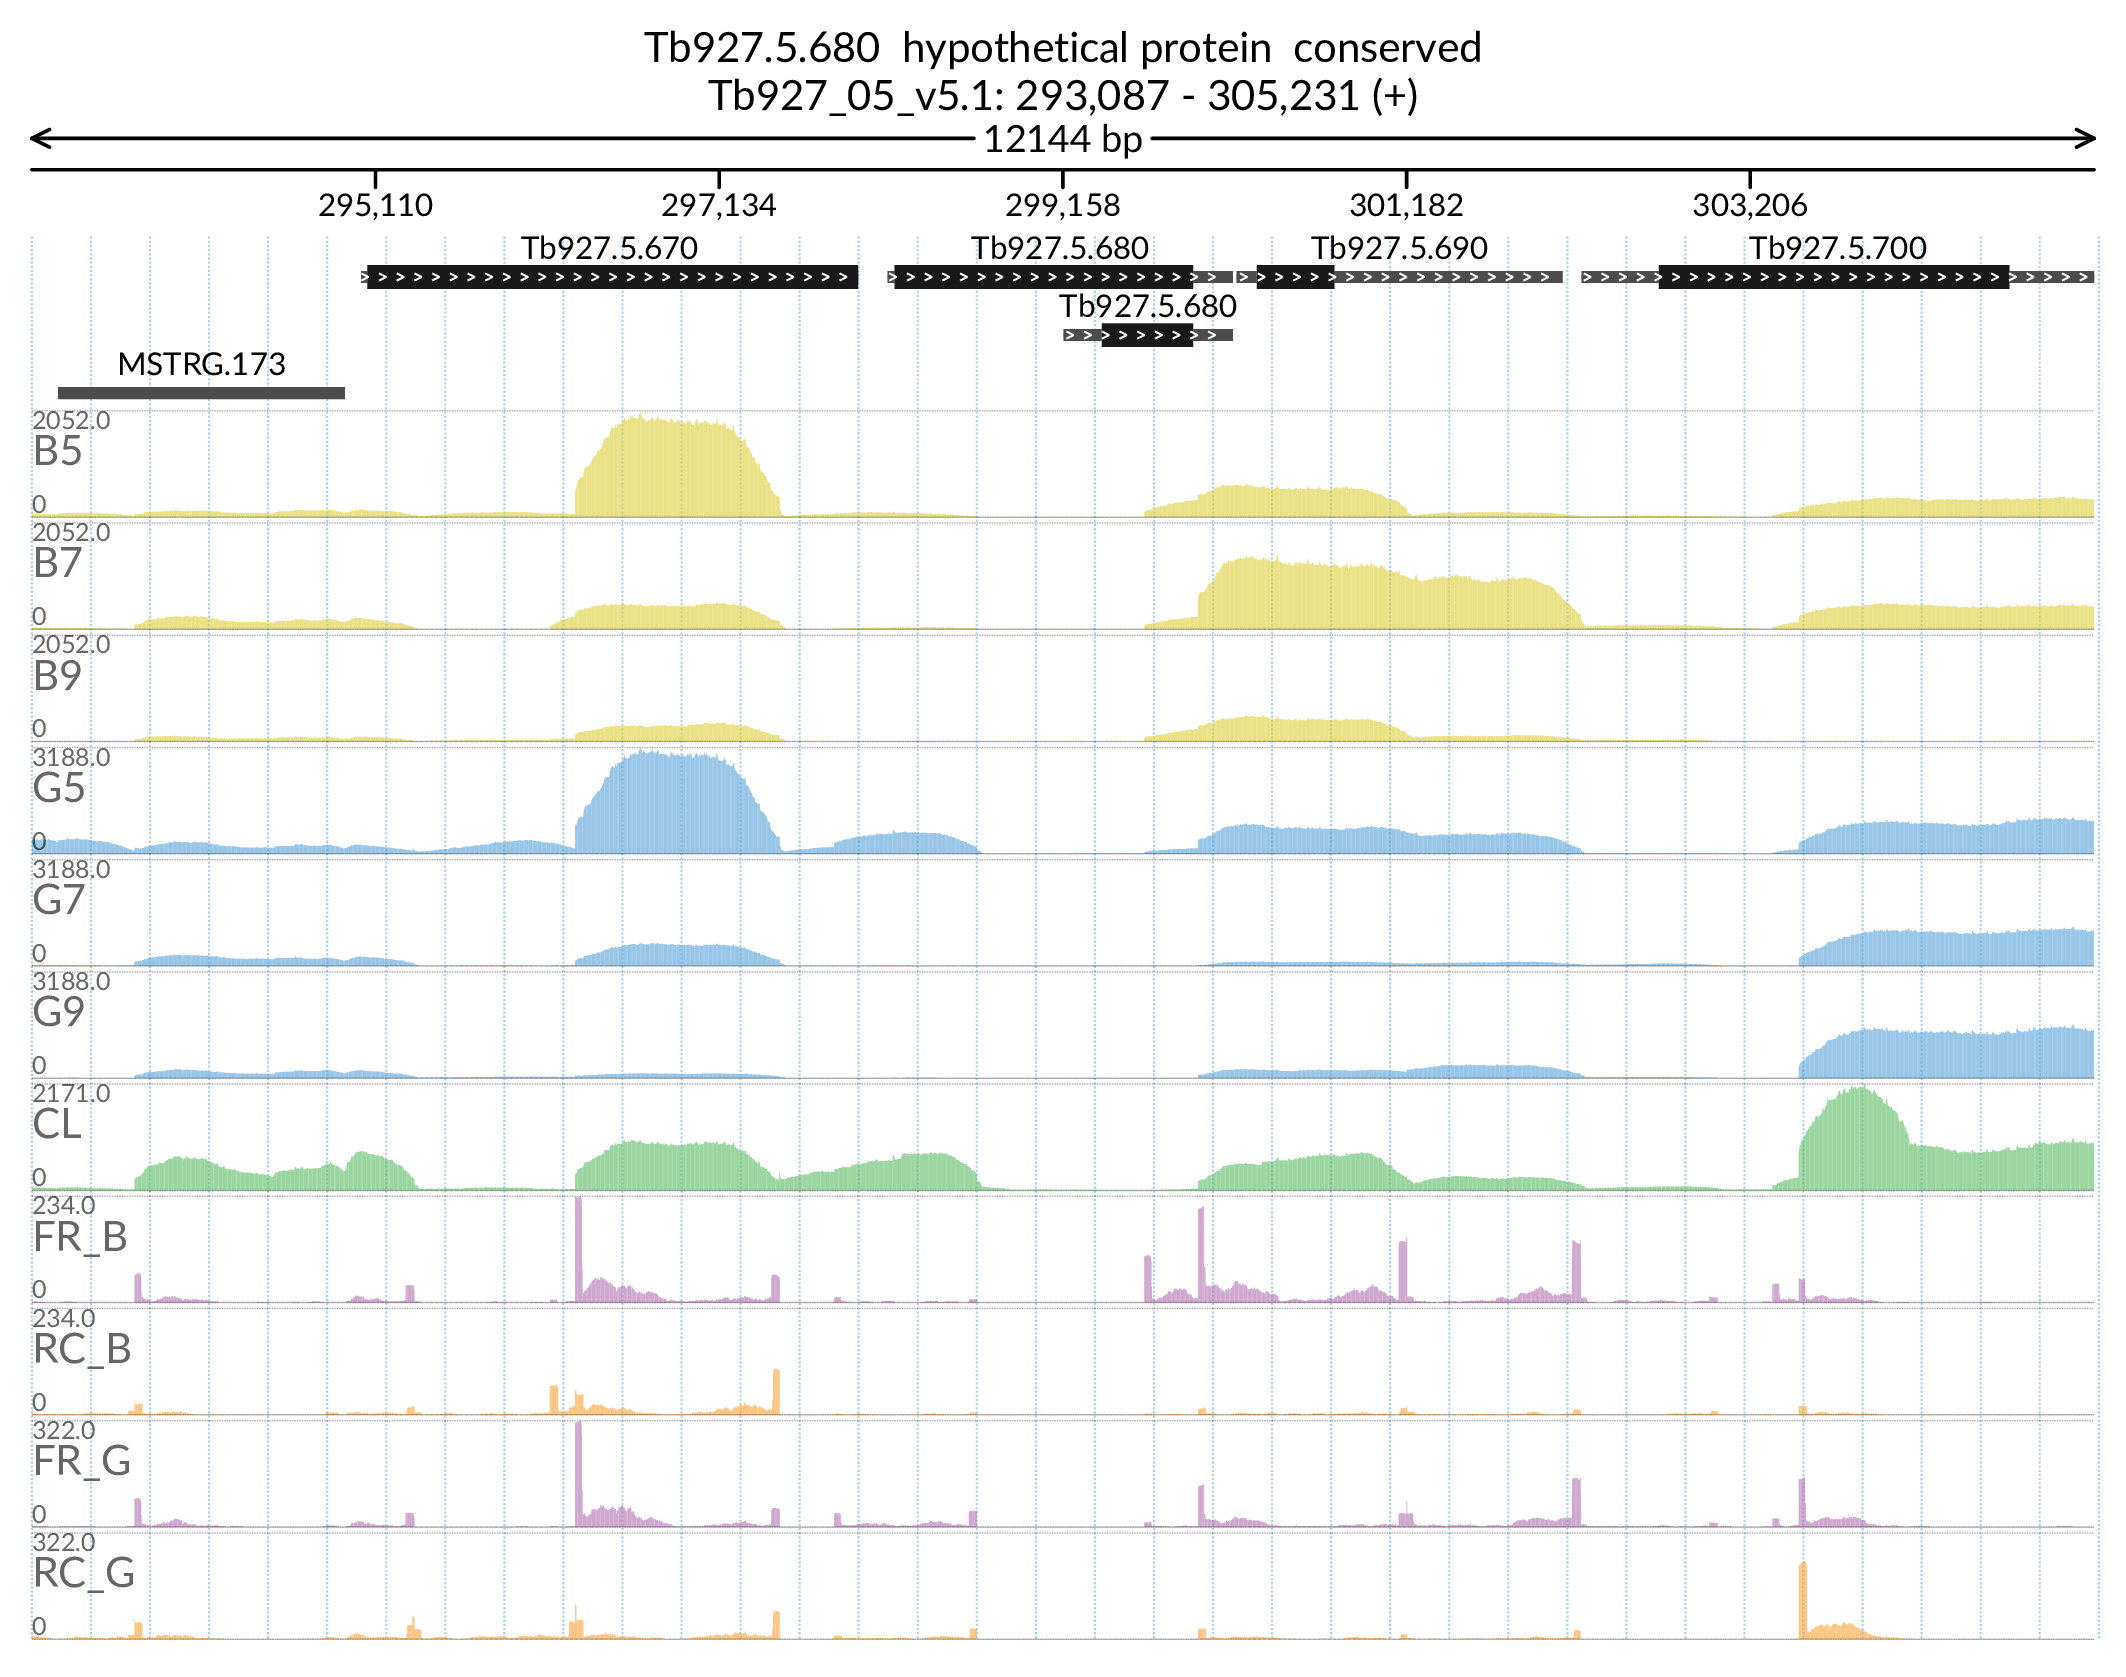 Tb927.5.680  hypothetical protein  conserved
Tb927_05_v5.1: 293,087 - 305,231 (+)
12144 bp
295,110 297,134 299,158 301,182 303,206
Tb927.5.670 Tb927.5.680 Tb927.5.690 Tb927.5.700
Tb927.5.680
MSTRG.173
2052.0
B5
0
2052.0
B7
0
2052.0
B9
0
3188.0
G5
0
3188.0
G7
0
3188.0
G9
0
2171.0
CL
0
234.0
FR_B
0
234.0
RC_B
0
322.0
FR_G
0
322.0
RC_G
0